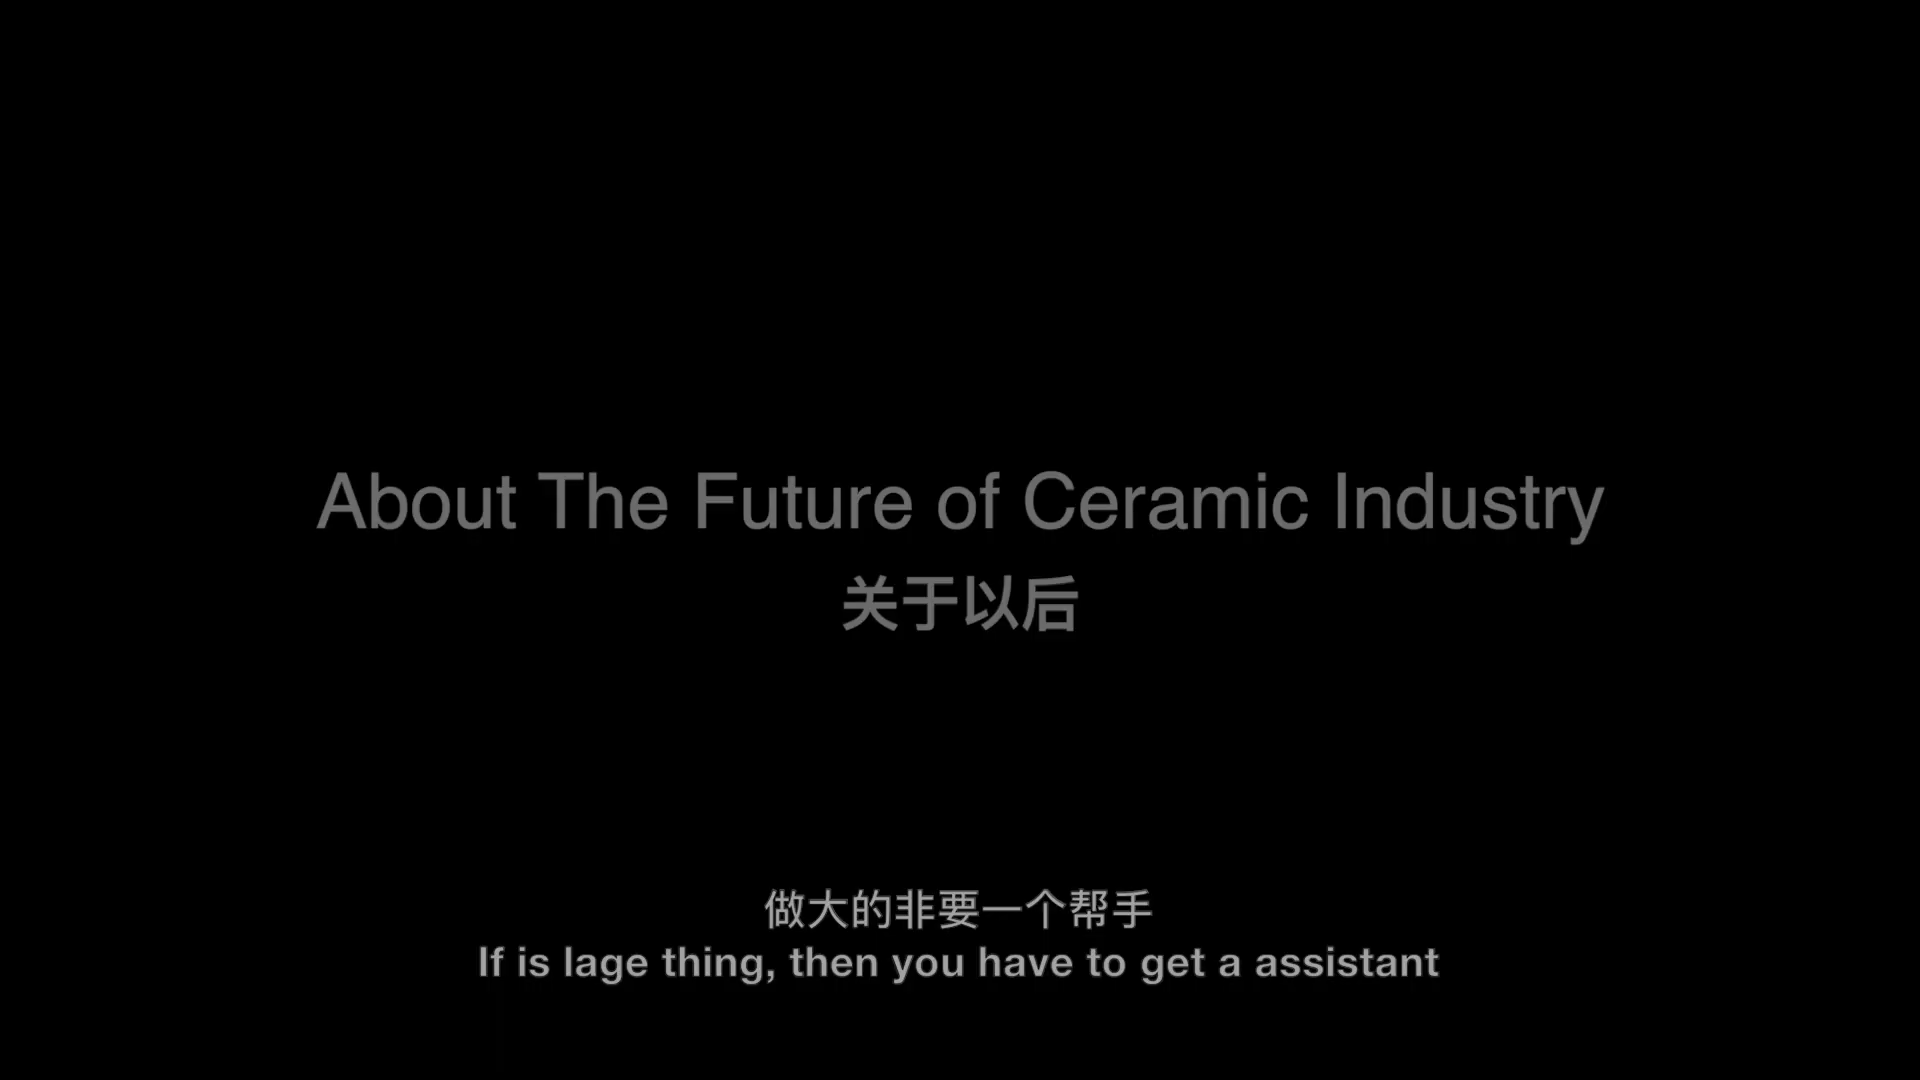 About The Future of Ceramic Industry
关于以后
做大的非要一个帮手
If is lage thing, then you have to get a assistant